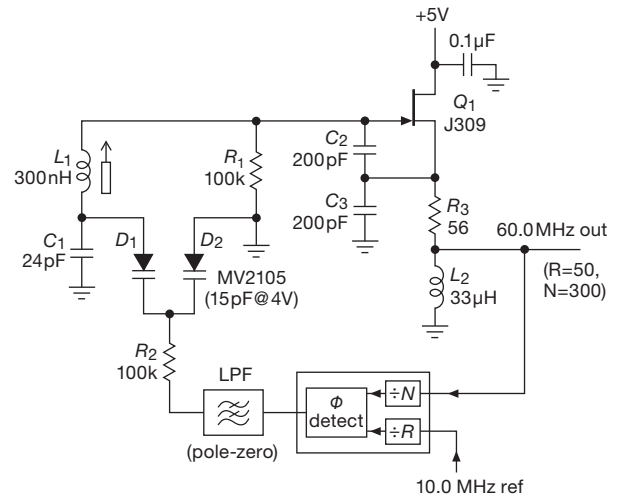 +5V
0.1μF
Q1
J309
C2
200pF
L1
300nH
R1
100k
C3
200pF
R3
56
60.0MHz out
(R=50,
N=300)
C1
24pF
D1
D2
MV2105
(15pF@4V)
L2
33μH
R2
100k
LPF
(pole-zero)
Φ
detect
÷N
÷R
10.0 MHz ref